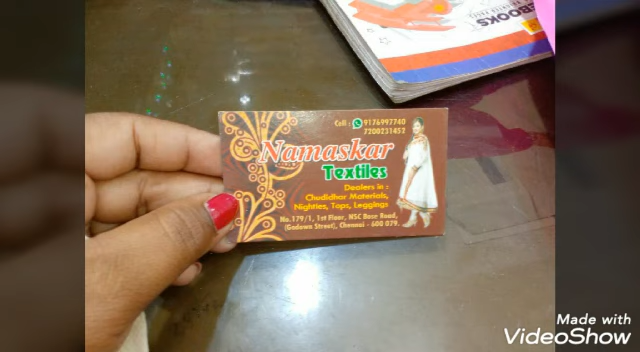 BOOKS
Cell : 9176997740
7200231452
Namaskar
Textiles
Dealers in :
Chudidhar Materials,
Nighties, Tops, Leggings
No.179/1, 1st Floor, NSC Bose Road,
(Godown Street), Chennai - 600 079.
Made with
VideoShow